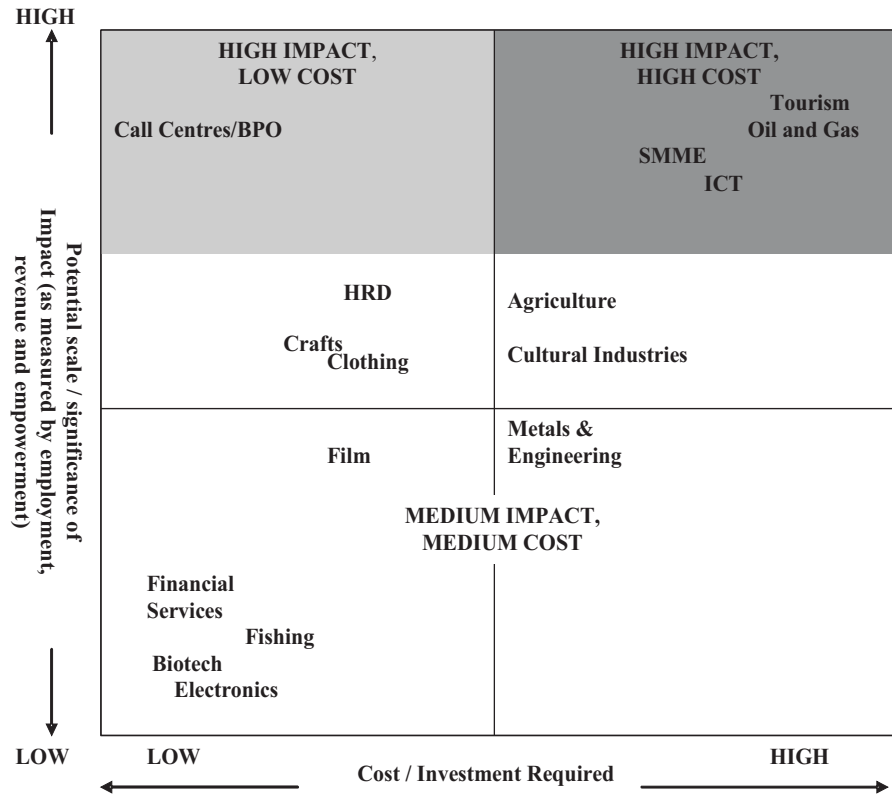 HIGH
HIGH IMPACT,
LOW COST
HIGH IMPACT,
HIGH COST
Tourism
Call Centres/BPO
Oil and Gas
SMME
ICT
Potential scale / significance of
Impact (as measured by employment,
revenue and empowerment)
HRD
Agriculture
Crafts
Clothing
Cultural Industries
Metals &
Engineering
Film
MEDIUM IMPACT,
MEDIUM COST
Financial
Services
Fishing
Biotech
Electronics
LOW
LOW
HIGH
Cost / Investment Required